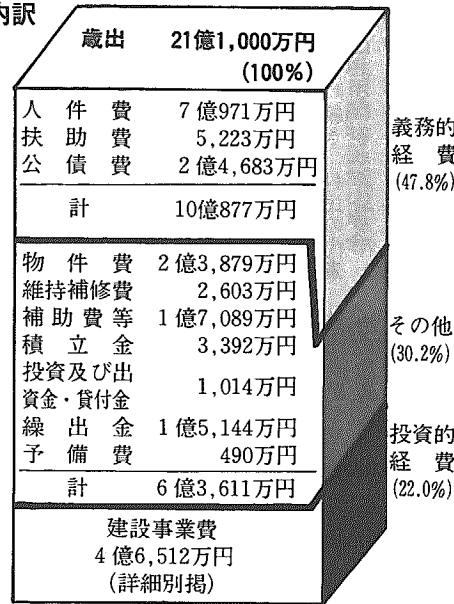 内訳
歳出 21億1,000万円
(100%)
人件費 7億971万円
扶助費 5,223万円
公債費 2億4,683万円
計 10億877万円
義務的
経費
(47.8%)
物件費 2億3,879万円
維持補修費 2,603万円
補助費等 1億7,089万円
積立金 3,392万円
投資及び出
資金・貸付金 1,014万円
繰出金 1億5,144万円
予備費 490万円
計 6億3,611万円
その他
(30.2%)
投資的
経費
(22.0%)
建設事業費
4億6,512万円
(詳細別掲)